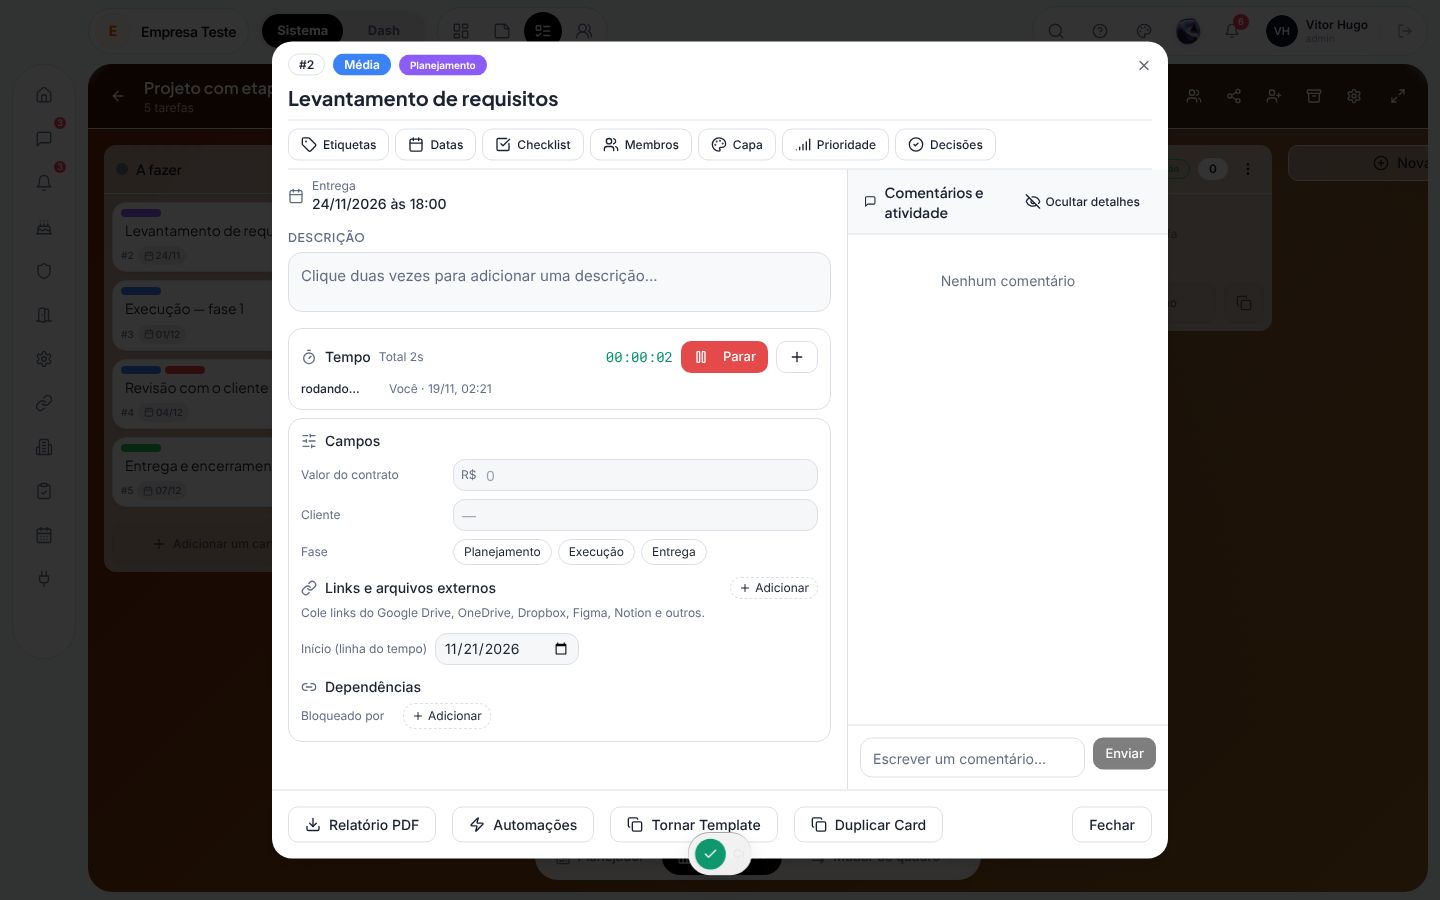 E
Empresa Teste
Sistema
Dash
6
VH
Vitor Hugo
admin
3
3
Projeto com etap
5 tarefas
A fazer
Levantamento de requ
#2
24/11
Execução — fase 1
#3
01/12
Revisão com o cliente
#4
04/12
Entrega e encerramen
#5
07/12
Adicionar um car
0
Nova
#2
Média
Planejamento
Levantamento de requisitos
Etiquetas
Datas
Checklist
Membros
Capa
Prioridade
Decisões
Entrega
24/11/2026 às 18:00
DESCRIÇÃO
Clique duas vezes para adicionar uma descrição...
Tempo
Total 2s
00:00:02
Parar
rodando...
Você · 19/11, 02:21
Campos
Valor do contrato
R$
0
Cliente
—
Fase
Planejamento
Execução
Entrega
Links e arquivos externos
Adicionar
Cole links do Google Drive, OneDrive, Dropbox, Figma, Notion e outros.
Início (linha do tempo)
11/21/2026
Dependências
Bloqueado por
Adicionar
Comentários e
atividade
Ocultar detalhes
Nenhum comentário
Escrever um comentário...
Enviar
Relatório PDF
Automações
Tornar Template
Duplicar Card
Fechar